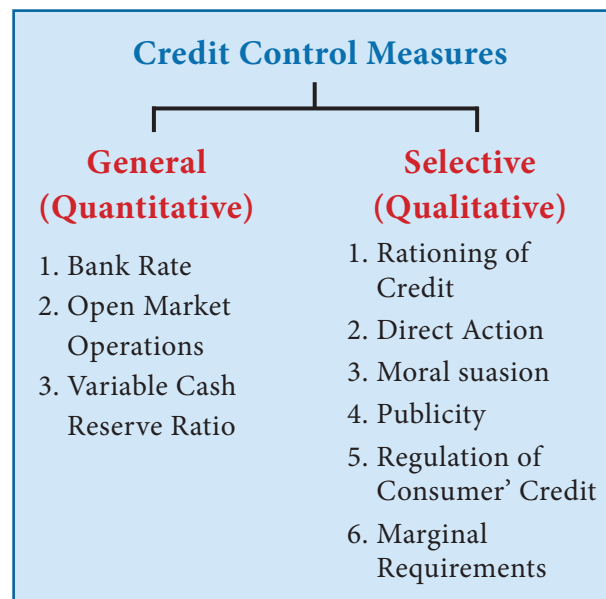 Credit Control Measures
General
(Quantitative)
1. Bank Rate
2. Open Market
Operations
3. Variable Cash
Reserve Ratio
Selective
(Qualitative)
1. Rationing of
Credit
2. Direct Action
3. Moral suasion
4. Publicity
5. Regulation of
Consumer’ Credit
6. Marginal
Requirements